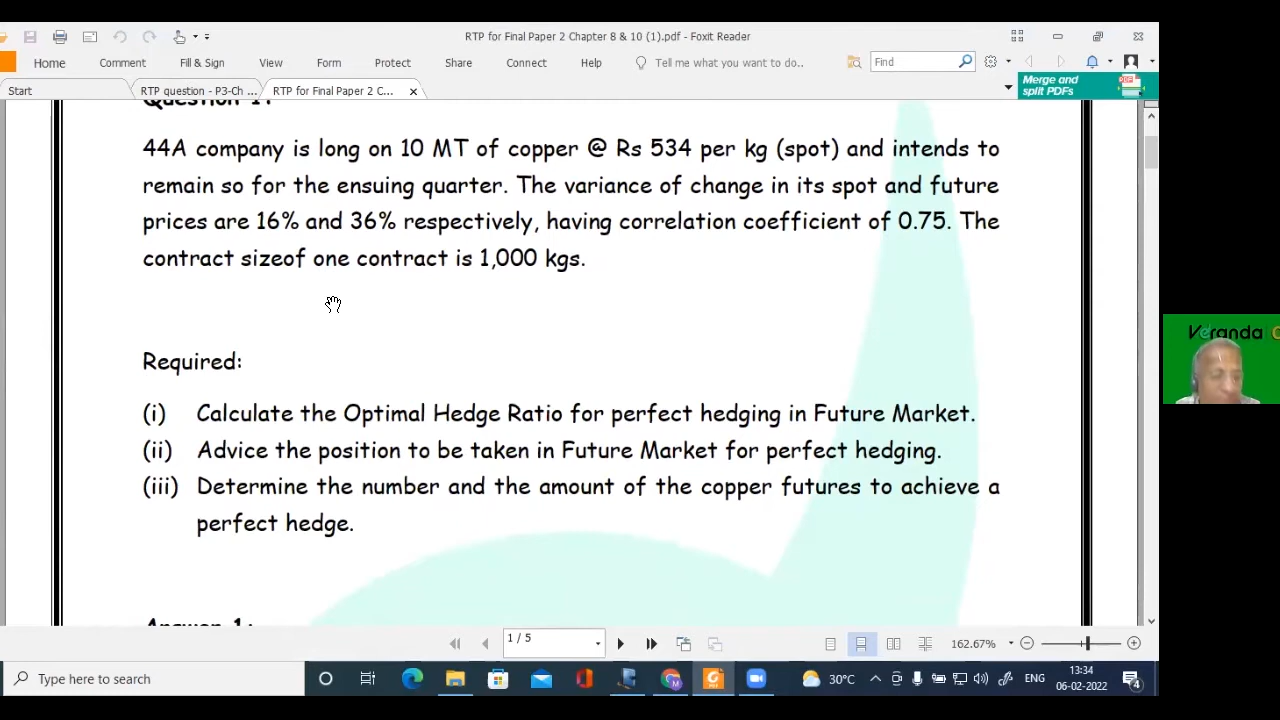 RTP for Final Paper 2 Chapter 8 & 10 (1).pdf - Foxit Reader
Home Comment Fill & Sign View Form Protect Share Connect Help Tell me what you want to do.. Find
Merge and
split PDFs
Start RTP question - P3-Ch ... RTP for Final Paper 2 C...
Question 1:
44A company is long on 10 MT of copper @ Rs 534 per kg (spot) and intends to
remain so for the ensuing quarter. The variance of change in its spot and future
prices are 16% and 36% respectively, having correlation coefficient of 0.75. The
contract sizeof one contract is 1,000 kgs.
Required:
(i) Calculate the Optimal Hedge Ratio for perfect hedging in Future Market.
(ii) Advice the position to be taken in Future Market for perfect hedging.
(iii) Determine the number and the amount of the copper futures to achieve a
perfect hedge.
Answer 1:
1 / 5
162.67%
Type here to search
30°C
ENG
13:34
06-02-2022
4
Veranda